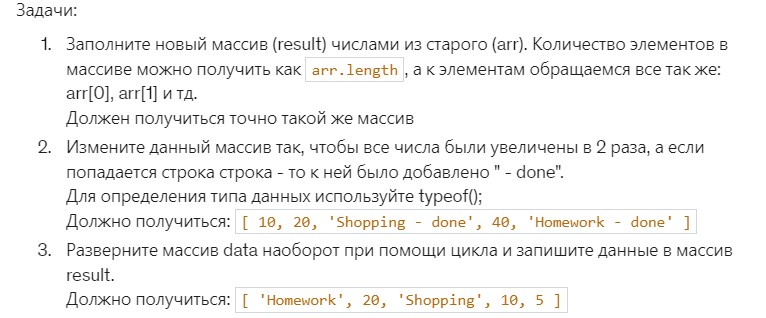 Задачи:
1. Заполните новый массив (result) числами из старого (arr). Количество элементов в
массиве можно получить как arr.length , а к элементам обращаемся все так же:
arr[0], arr[1] и тд.
Должен получиться точно такой же массив
2. Измените данный массив так, чтобы все числа были увеличены в 2 раза, а если
попадается строка строка - то к ней было добавлено " - done".
Для определения типа данных используйте typeof();
Должно получиться: [ 10, 20, 'Shopping - done', 40, 'Homework - done' ]
3. Разверните массив data наоборот при помощи цикла и запишите данные в массив
result.
Должно получиться: [ 'Homework', 20, 'Shopping', 10, 5 ]